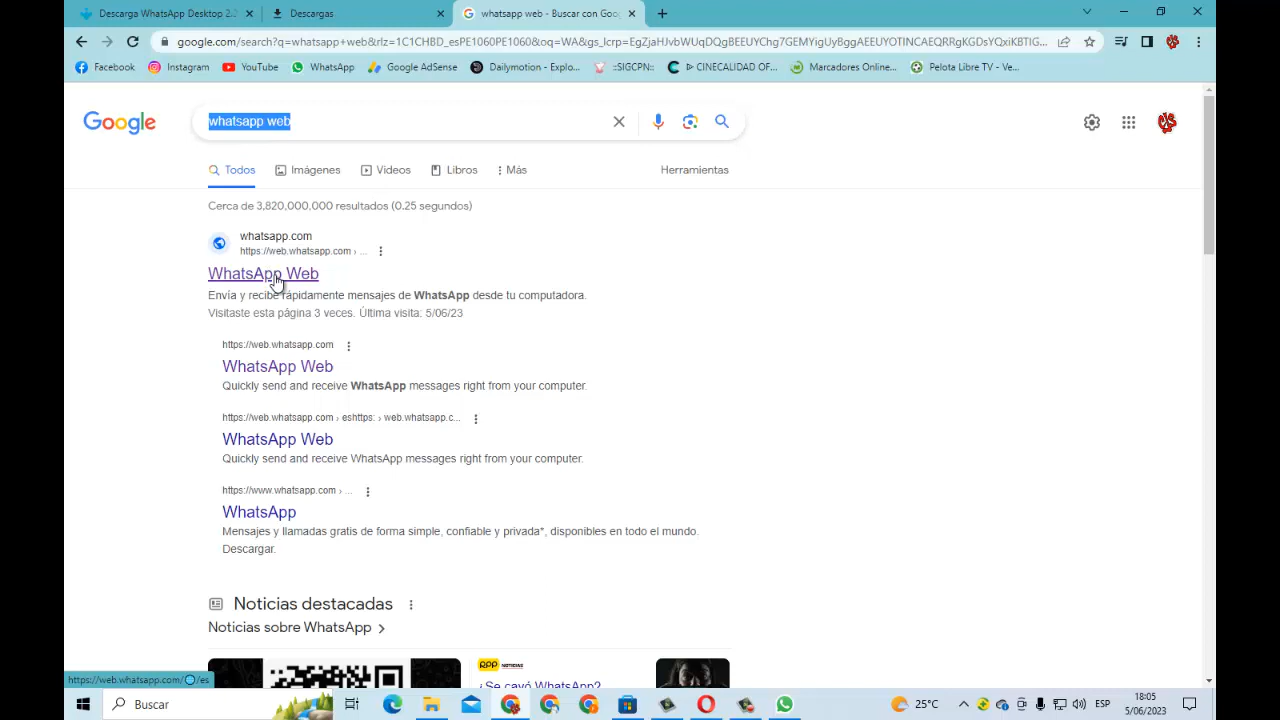 Descarga WhatsApp Desktop 2.
Descargas
whatsapp web - Buscar con Goo
google.com/search?q=whatsapp+web&rlz=1C1CHBD_esPE1060PE1060&oq=WA&gs_lcrp=EgZjaHJvbWUqDQgBEEUYChg7GEMYigUyBggAEEUYOTINCAEQRRgKGDsYQxiKBTIG...
Facebook
Instagram
YouTube
WhatsApp
Google AdSense
Dailymotion - Explo...
::SIGCPN::
CINECALIDAD OF...
Marcadores Online...
Pelota Libre TV - Ve...
Google
whatsapp web
Todos
Imágenes
Videos
Libros
Más
Herramientas
Cerca de 3,820,000,000 resultados (0.25 segundos)
whatsapp.com
https://web.whatsapp.com › ...
WhatsApp Web
Envía y recibe rápidamente mensajes de WhatsApp desde tu computadora.
Visitaste esta página 3 veces. Última visita: 5/06/23
https://web.whatsapp.com
WhatsApp Web
Quickly send and receive WhatsApp messages right from your computer.
https://web.whatsapp.com › eshttps: › web.whatsapp.c...
WhatsApp Web
Quickly send and receive WhatsApp messages right from your computer.
https://www.whatsapp.com › ...
WhatsApp
Mensajes y llamadas gratis de forma simple, confiable y privada*, disponibles en todo el mundo.
Descargar.
Noticias destacadas
Noticias sobre WhatsApp
RPP NOTICIAS
¿Se cayó WhatsApp?
https://web.whatsapp.com/🌐/es
Buscar
25°C
ESP
18:05
5/06/2023